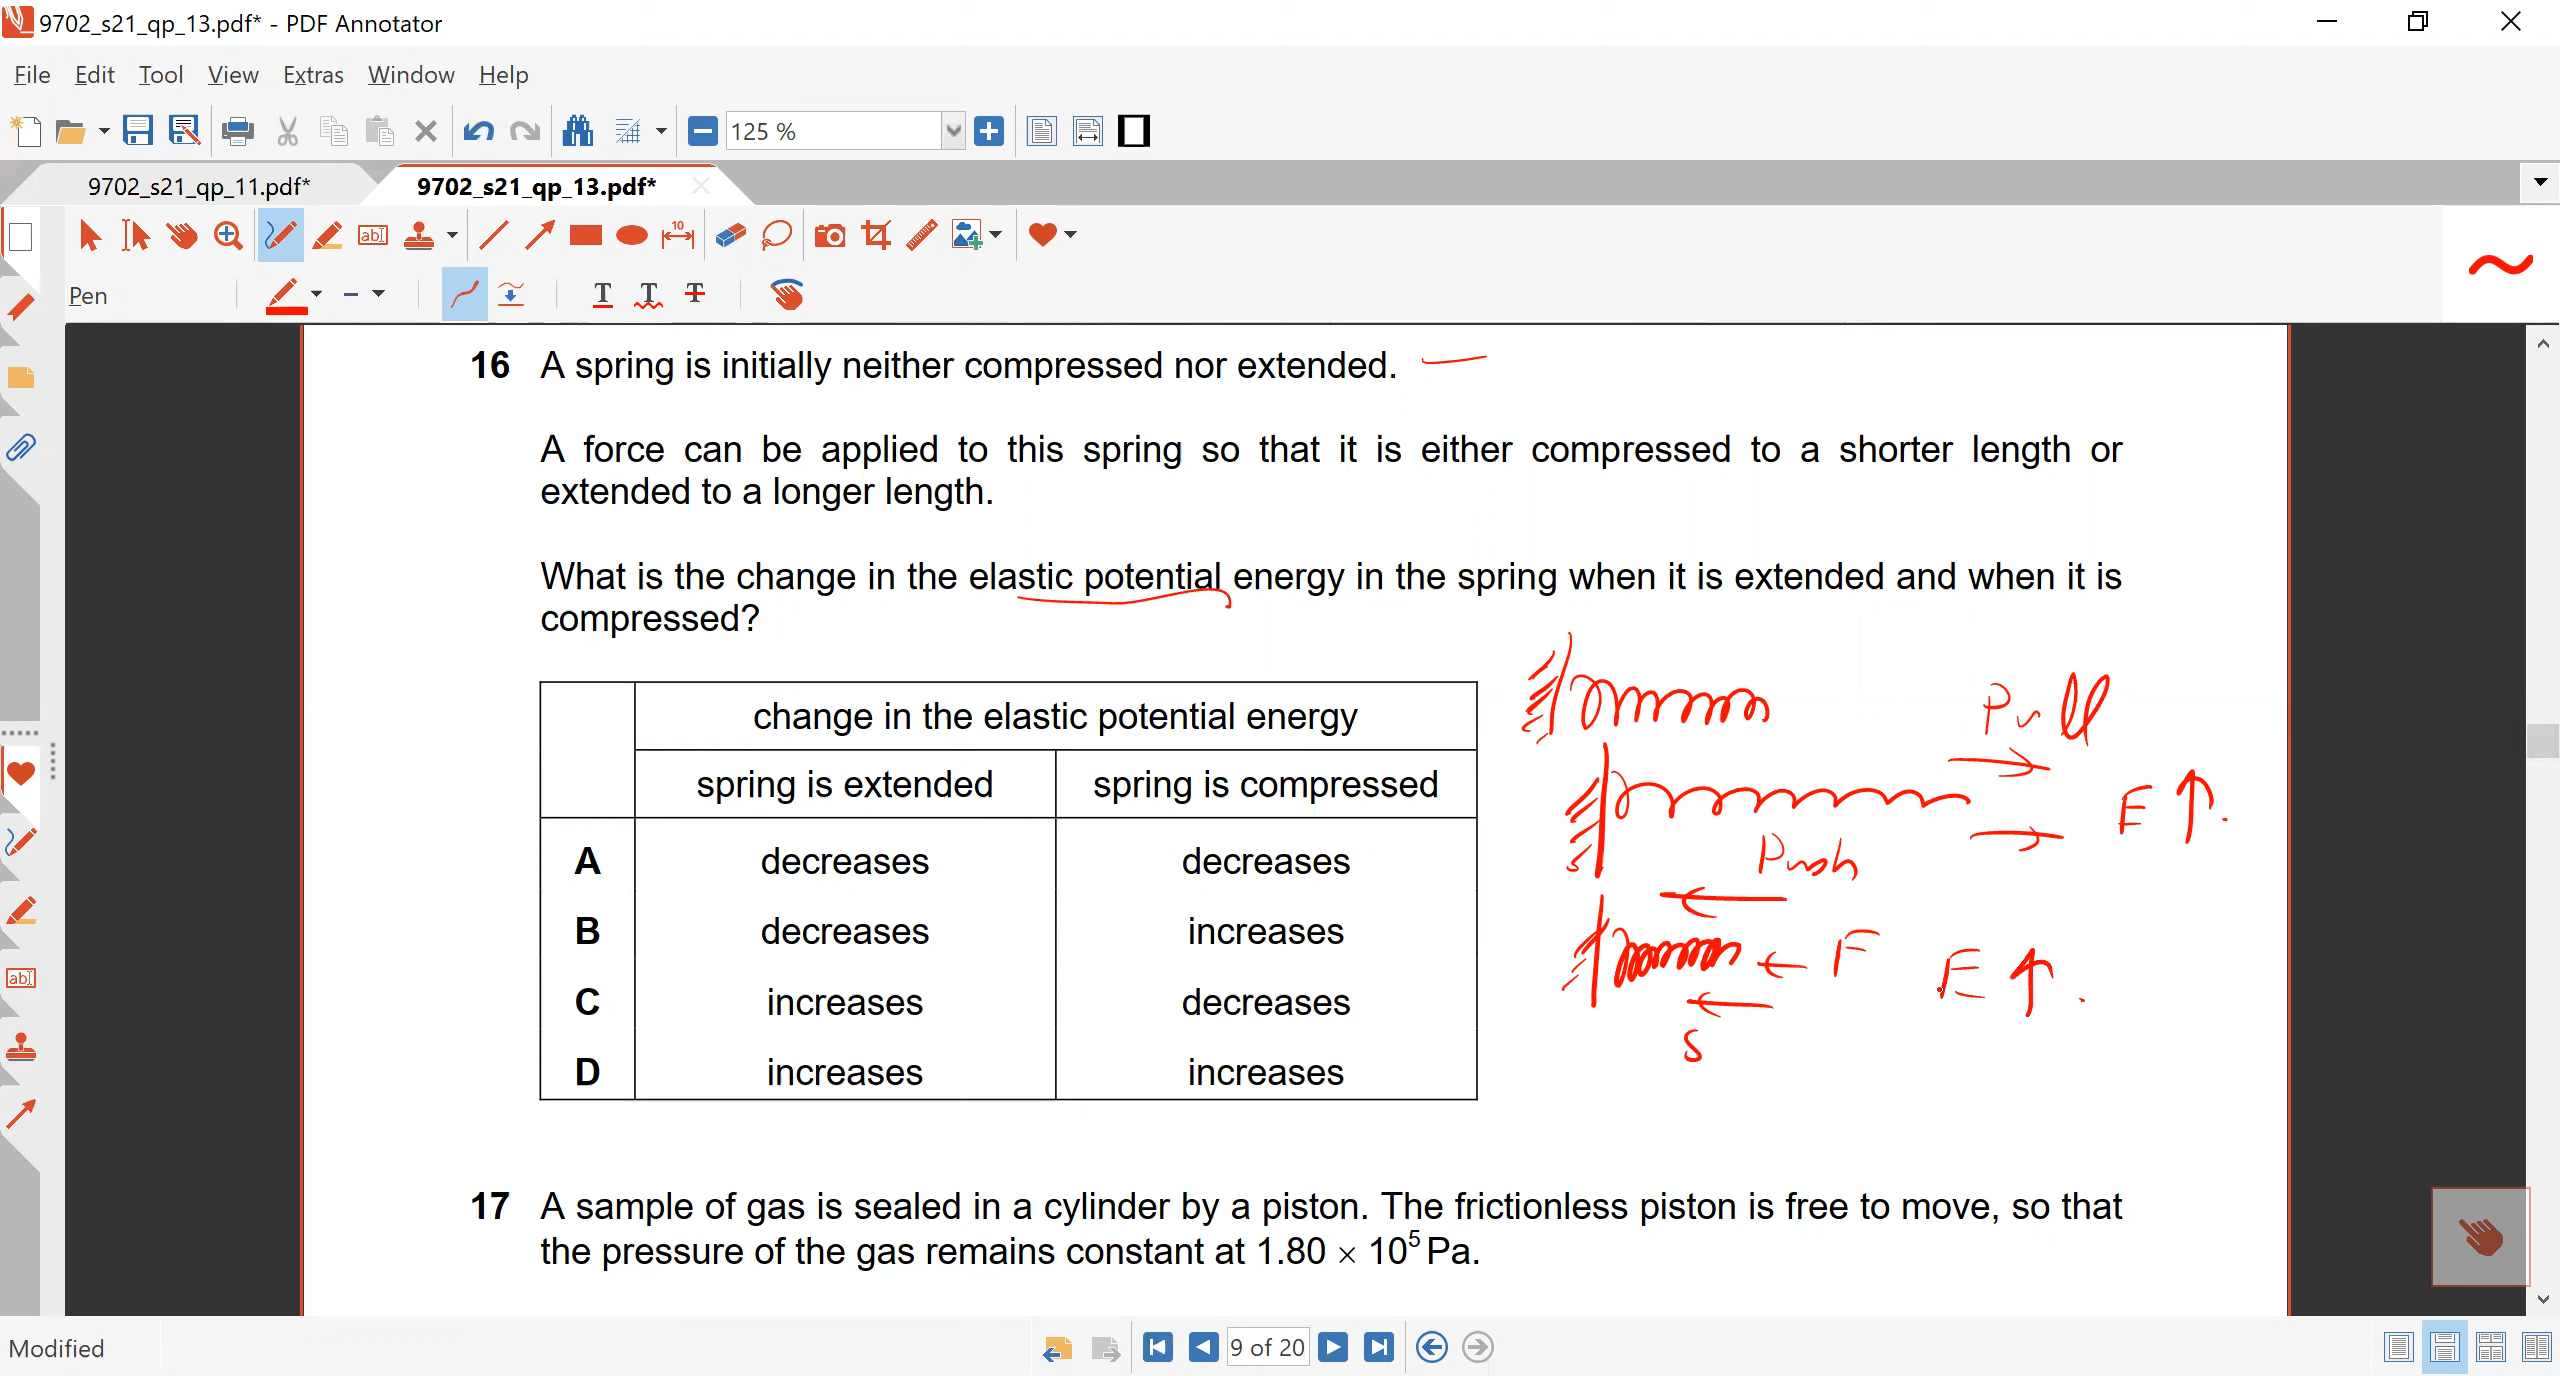 9702_s21_qp_13.pdf* - PDF Annotator
File Edit Tool View Extras Window Help
125 %
9702_s21_qp_11.pdf* 9702_s21_qp_13.pdf*
Pen
16 A spring is initially neither compressed nor extended.
A force can be applied to this spring so that it is either compressed to a shorter length or
extended to a longer length.
What is the change in the elastic potential energy in the spring when it is extended and when it is
compressed?
change in the elastic potential energy
spring is extended spring is compressed
A decreases decreases
B decreases increases
C increases decreases
D increases increases
Pull
E ↑.
Push
F
E ↑.
S
17 A sample of gas is sealed in a cylinder by a piston. The frictionless piston is free to move, so that
the pressure of the gas remains constant at 1.80 × 10⁵ Pa.
Modified
9 of 20